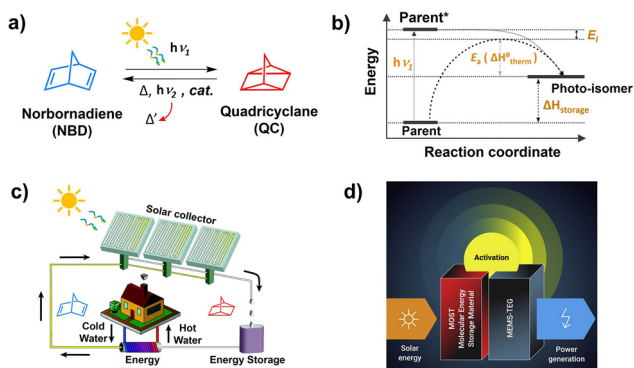 a)
hν1
Δ, hν2 , cat.
Δ'
Norbornadiene
(NBD)
Quadricyclane
(QC)
b)
Energy
Parent*
El
hν1
Ea ( ΔH#therm)
Photo-isomer
ΔHstorage
Parent
Reaction coordinate
c)
Solar collector
Cold
Water
Hot
Water
Energy
Energy Storage
d)
Activation
MOST
Molecular Energy
Storage Material
MEMS-TEG
Solar
energy
Power
generation